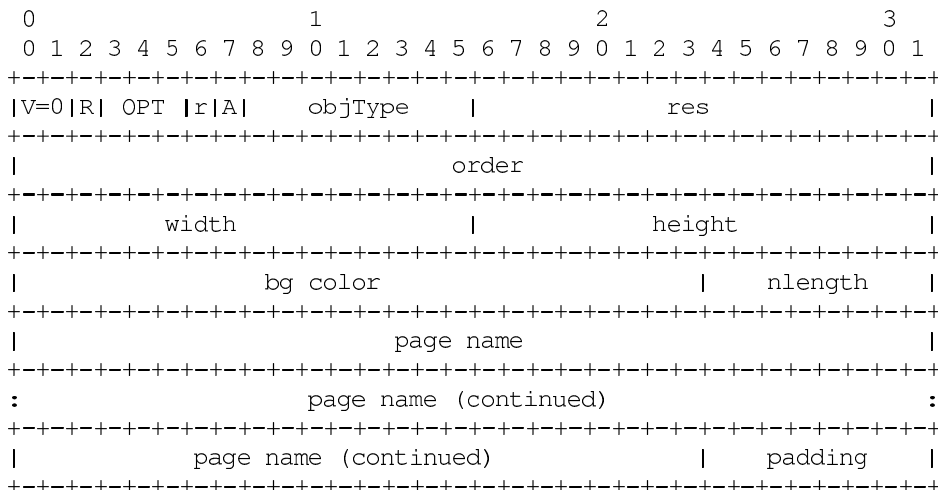 0                   1                   2                   3
 0 1 2 3 4 5 6 7 8 9 0 1 2 3 4 5 6 7 8 9 0 1 2 3 4 5 6 7 8 9 0 1
+-+-+-+-+-+-+-+-+-+-+-+-+-+-+-+-+-+-+-+-+-+-+-+-+-+-+-+-+-+-+-+-+
|V=0|R| OPT |r|A|    objType    |             res               |
+-+-+-+-+-+-+-+-+-+-+-+-+-+-+-+-+-+-+-+-+-+-+-+-+-+-+-+-+-+-+-+-+
|                              order                            |
+-+-+-+-+-+-+-+-+-+-+-+-+-+-+-+-+-+-+-+-+-+-+-+-+-+-+-+-+-+-+-+-+
|          width                |            height             |
+-+-+-+-+-+-+-+-+-+-+-+-+-+-+-+-+-+-+-+-+-+-+-+-+-+-+-+-+-+-+-+-+
|                 bg color                      |    nlength    |
+-+-+-+-+-+-+-+-+-+-+-+-+-+-+-+-+-+-+-+-+-+-+-+-+-+-+-+-+-+-+-+-+
|                          page name                            |
+-+-+-+-+-+-+-+-+-+-+-+-+-+-+-+-+-+-+-+-+-+-+-+-+-+-+-+-+-+-+-+-+
:                    page name (continued)                      :
+-+-+-+-+-+-+-+-+-+-+-+-+-+-+-+-+-+-+-+-+-+-+-+-+-+-+-+-+-+-+-+-+
|            page name (continued)              |    padding    |
+-+-+-+-+-+-+-+-+-+-+-+-+-+-+-+-+-+-+-+-+-+-+-+-+-+-+-+-+-+-+-+-+